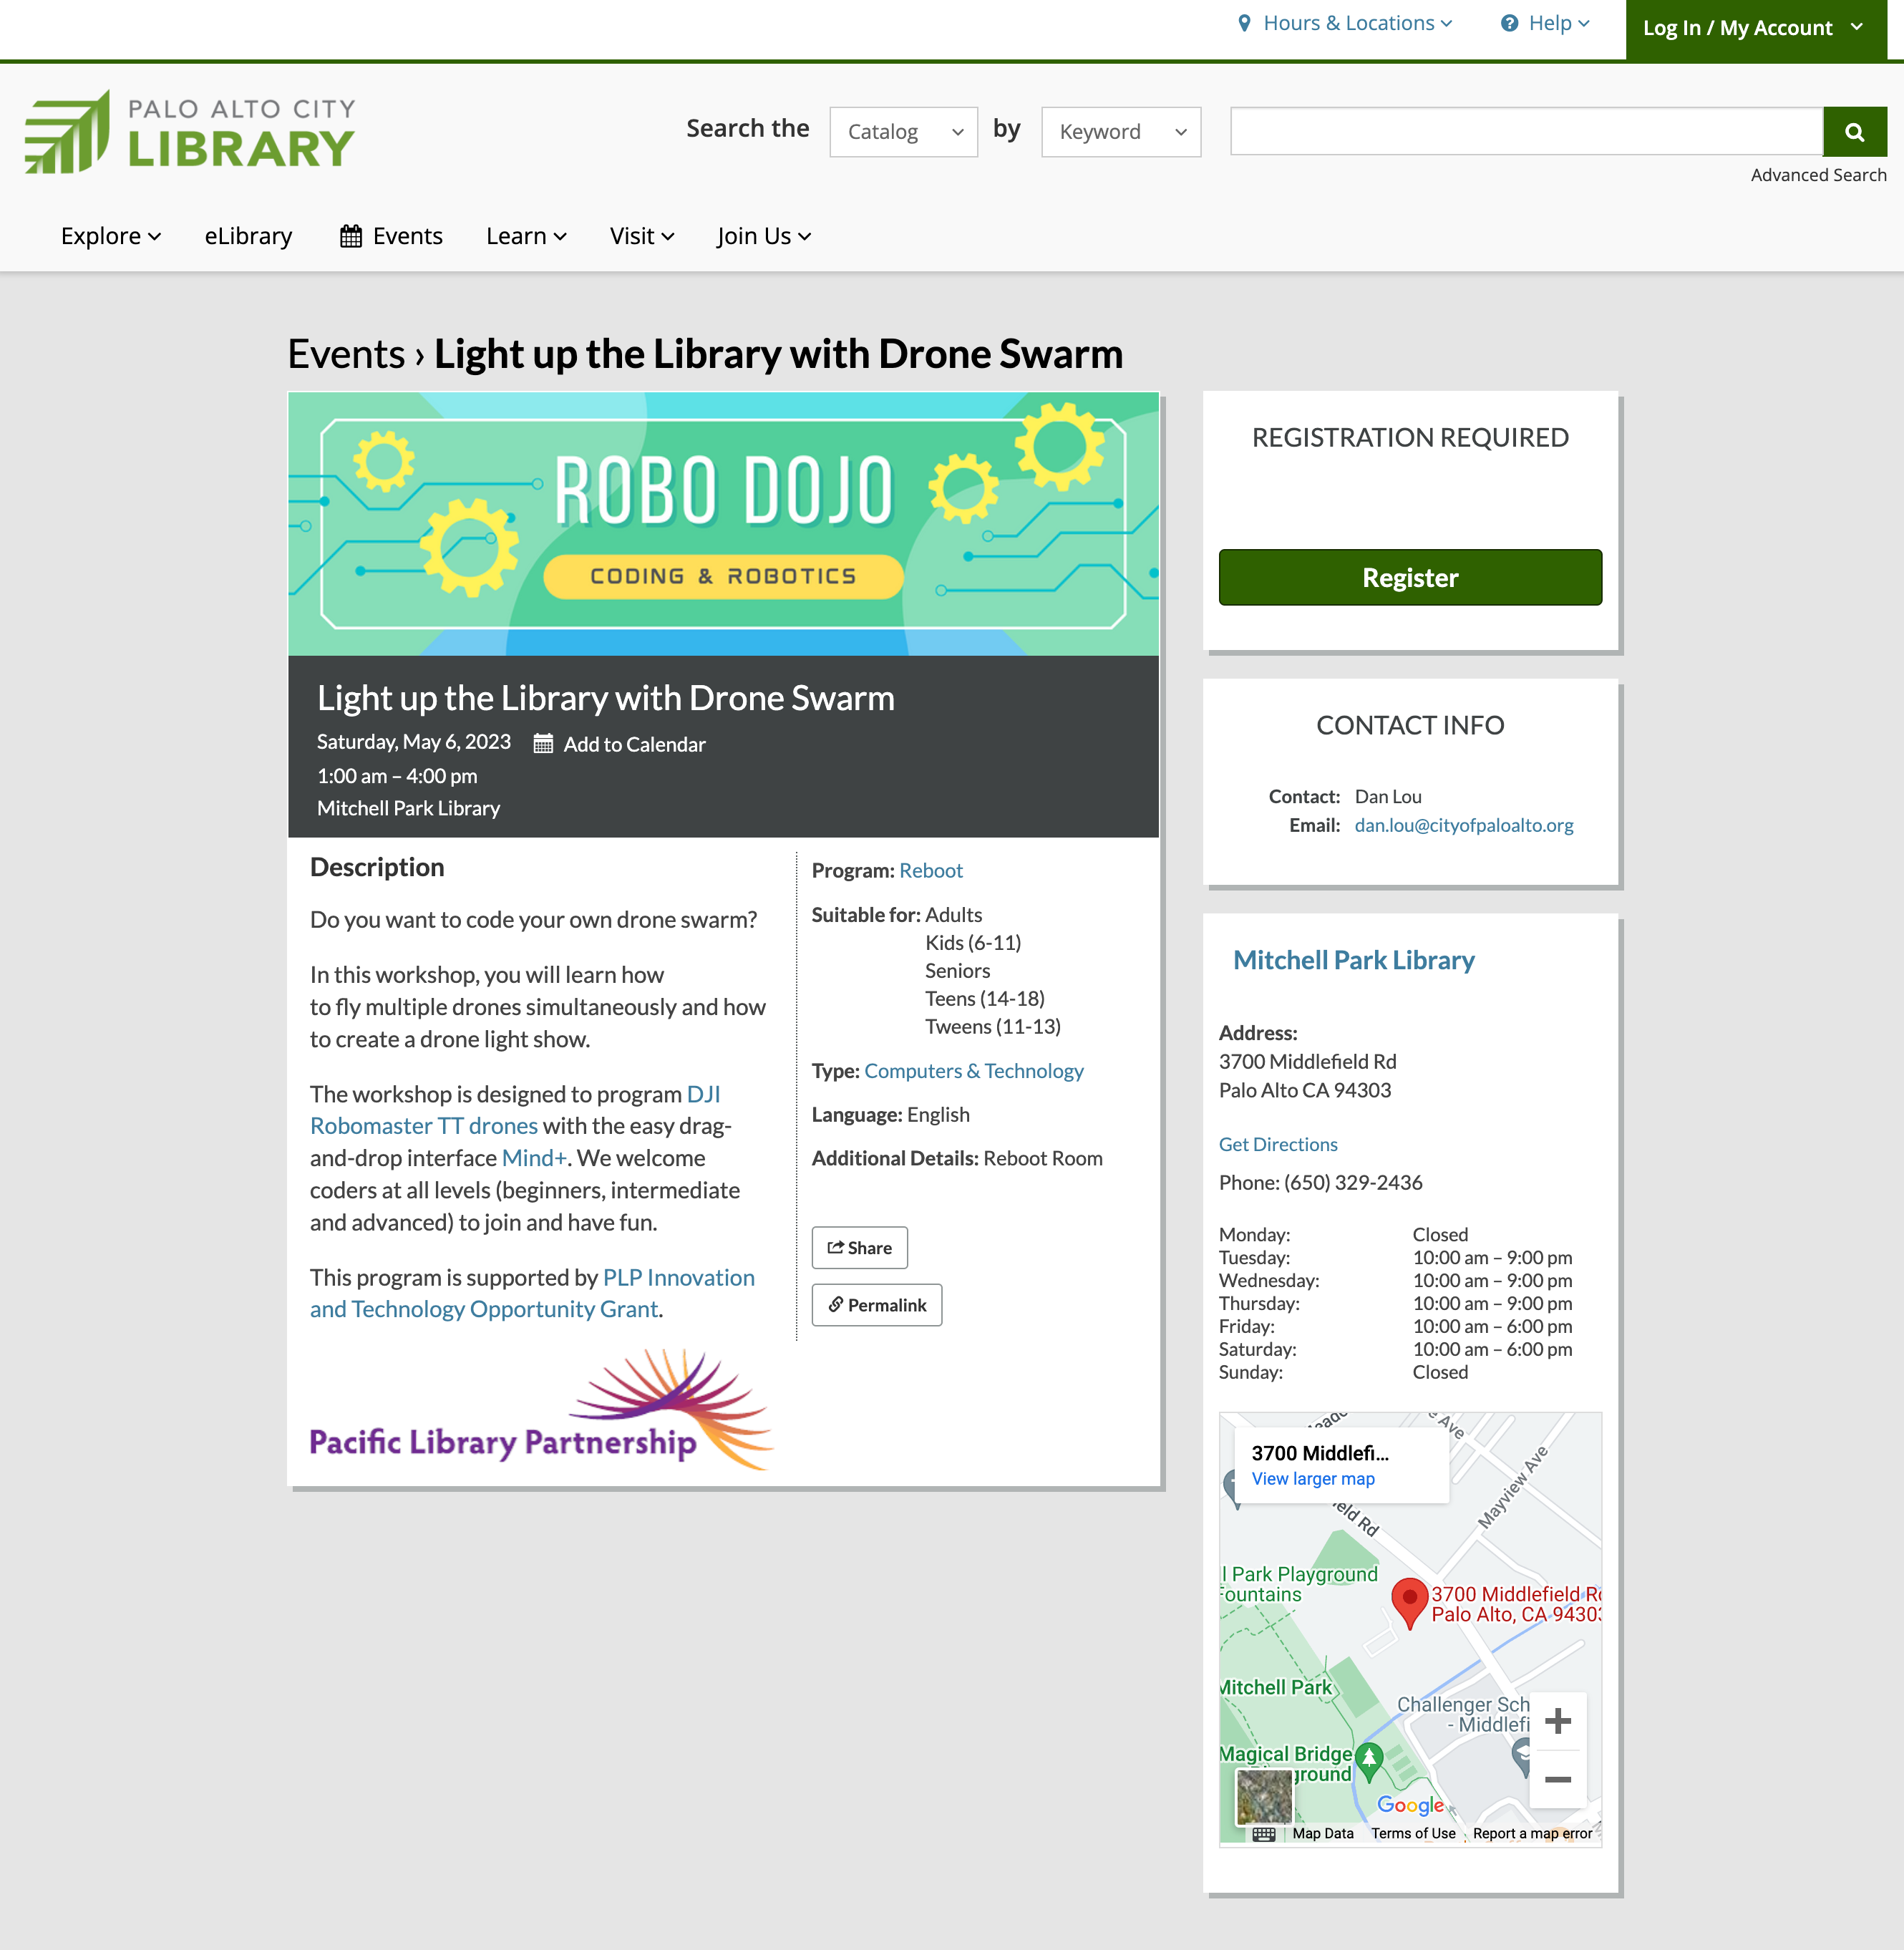 Hours & Locations
Help
Log In / My Account
PALO ALTO CITY
LIBRARY
Search the
Catalog
by
Keyword
Advanced Search
Explore
eLibrary
Events
Learn
Visit
Join Us
Events › Light up the Library with Drone Swarm
ROBO DOJO
CODING & ROBOTICS
Light up the Library with Drone Swarm
Saturday, May 6, 2023
Add to Calendar
1:00 am – 4:00 pm
Mitchell Park Library
Description
Do you want to code your own drone swarm?
In this workshop, you will learn how
to fly multiple drones simultaneously and how
to create a drone light show.
The workshop is designed to program DJI
Robomaster TT drones with the easy drag-
and-drop interface Mind+. We welcome
coders at all levels (beginners, intermediate
and advanced) to join and have fun.
This program is supported by PLP Innovation
and Technology Opportunity Grant.
Pacific Library Partnership
Program: Reboot
Suitable for: Adults
Kids (6-11)
Seniors
Teens (14-18)
Tweens (11-13)
Type: Computers & Technology
Language: English
Additional Details: Reboot Room
Share
Permalink
REGISTRATION REQUIRED
Register
CONTACT INFO
Contact: Dan Lou
Email: dan.lou@cityofpaloalto.org
Mitchell Park Library
Address:
3700 Middlefield Rd
Palo Alto CA 94303
Get Directions
Phone: (650) 329-2436
Monday: Closed
Tuesday: 10:00 am – 9:00 pm
Wednesday: 10:00 am – 9:00 pm
Thursday: 10:00 am – 9:00 pm
Friday: 10:00 am – 6:00 pm
Saturday: 10:00 am – 6:00 pm
Sunday: Closed
e Ave
3700 Middlefi...
View larger map
Mayview Ave
ield Rd
l Park Playground
Fountains
3700 Middlefield Rd
Palo Alto, CA 94303
Mitchell Park
Challenger Sch
- Middlefi
Magical Bridge
ground
Google
Map Data
Terms of Use
Report a map error